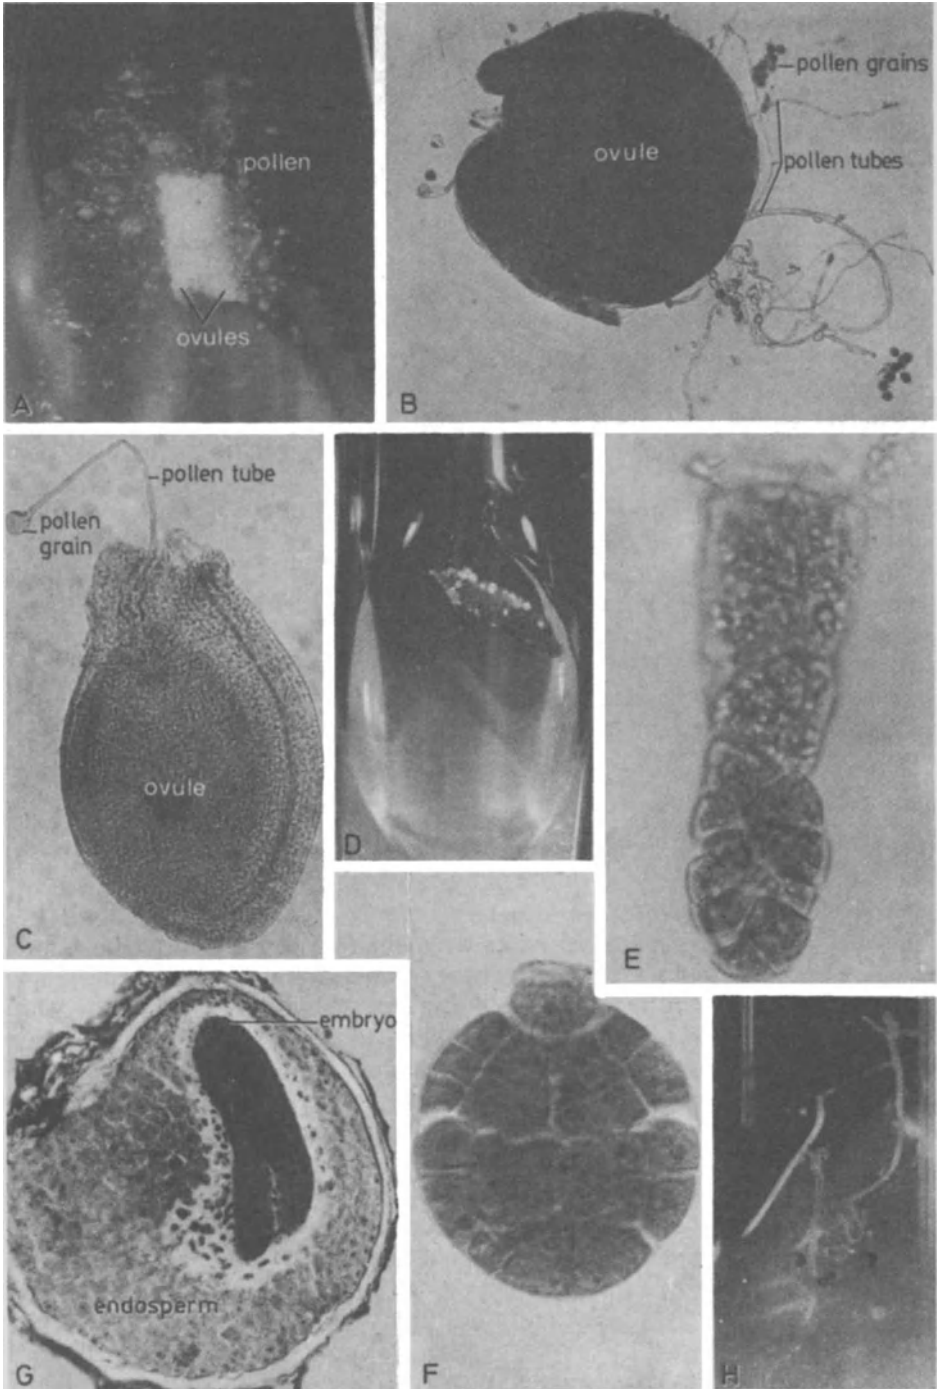 pollen
ovules
A
pollen grains
ovule
pollen tubes
B
pollen tube
pollen
grain
ovule
C
D
E
embryo
endosperm
G
F
H